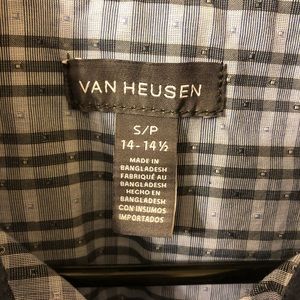 VAN HEUSEN
S/P
14-14½
MADE IN
BANGLADESH
FABRIQUÉ AU
BANGLADESH
HECHO EN
BANGLADESH
CON INSUMOS
IMPORTADOS